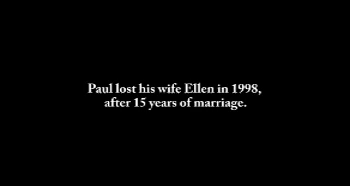 Paul lost his wife Ellen in 1998,
after 15 years of marriage.